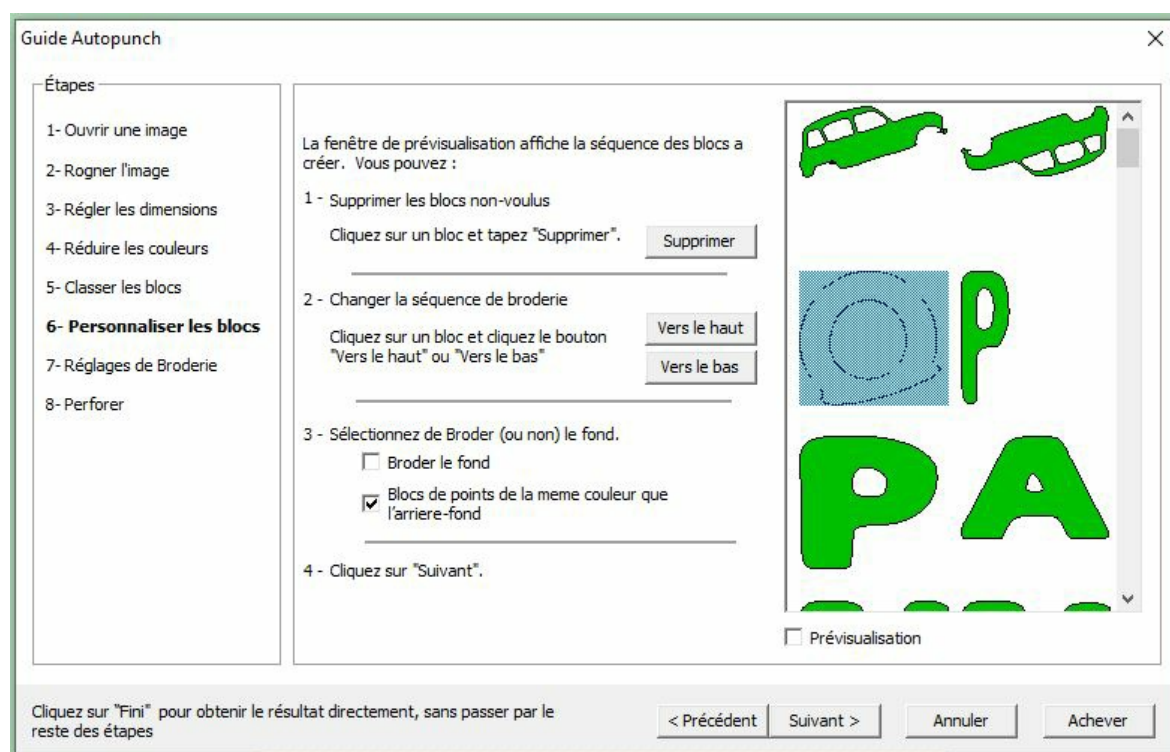 Guide Autopunch
Étapes
1- Ouvrir une image
2- Rogner l'image
3- Régler les dimensions
4- Réduire les couleurs
5- Classer les blocs
6- Personnaliser les blocs
7- Réglages de Broderie
8- Perforer
La fenêtre de prévisualisation affiche la séquence des blocs a
créer. Vous pouvez :
1 - Supprimer les blocs non-voulus
Cliquez sur un bloc et tapez "Supprimer".
Supprimer
2 - Changer la séquence de broderie
Cliquez sur un bloc et cliquez le bouton
"Vers le haut" ou "Vers le bas"
Vers le haut
Vers le bas
3 - Sélectionnez de Broder (ou non) le fond.
Broder le fond
Blocs de points de la meme couleur que
l'arriere-fond
4 - Cliquez sur "Suivant".
P
P A
Prévisualisation
Cliquez sur "Fini" pour obtenir le résultat directement, sans passer par le
reste des étapes
< Précédent
Suivant >
Annuler
Achever